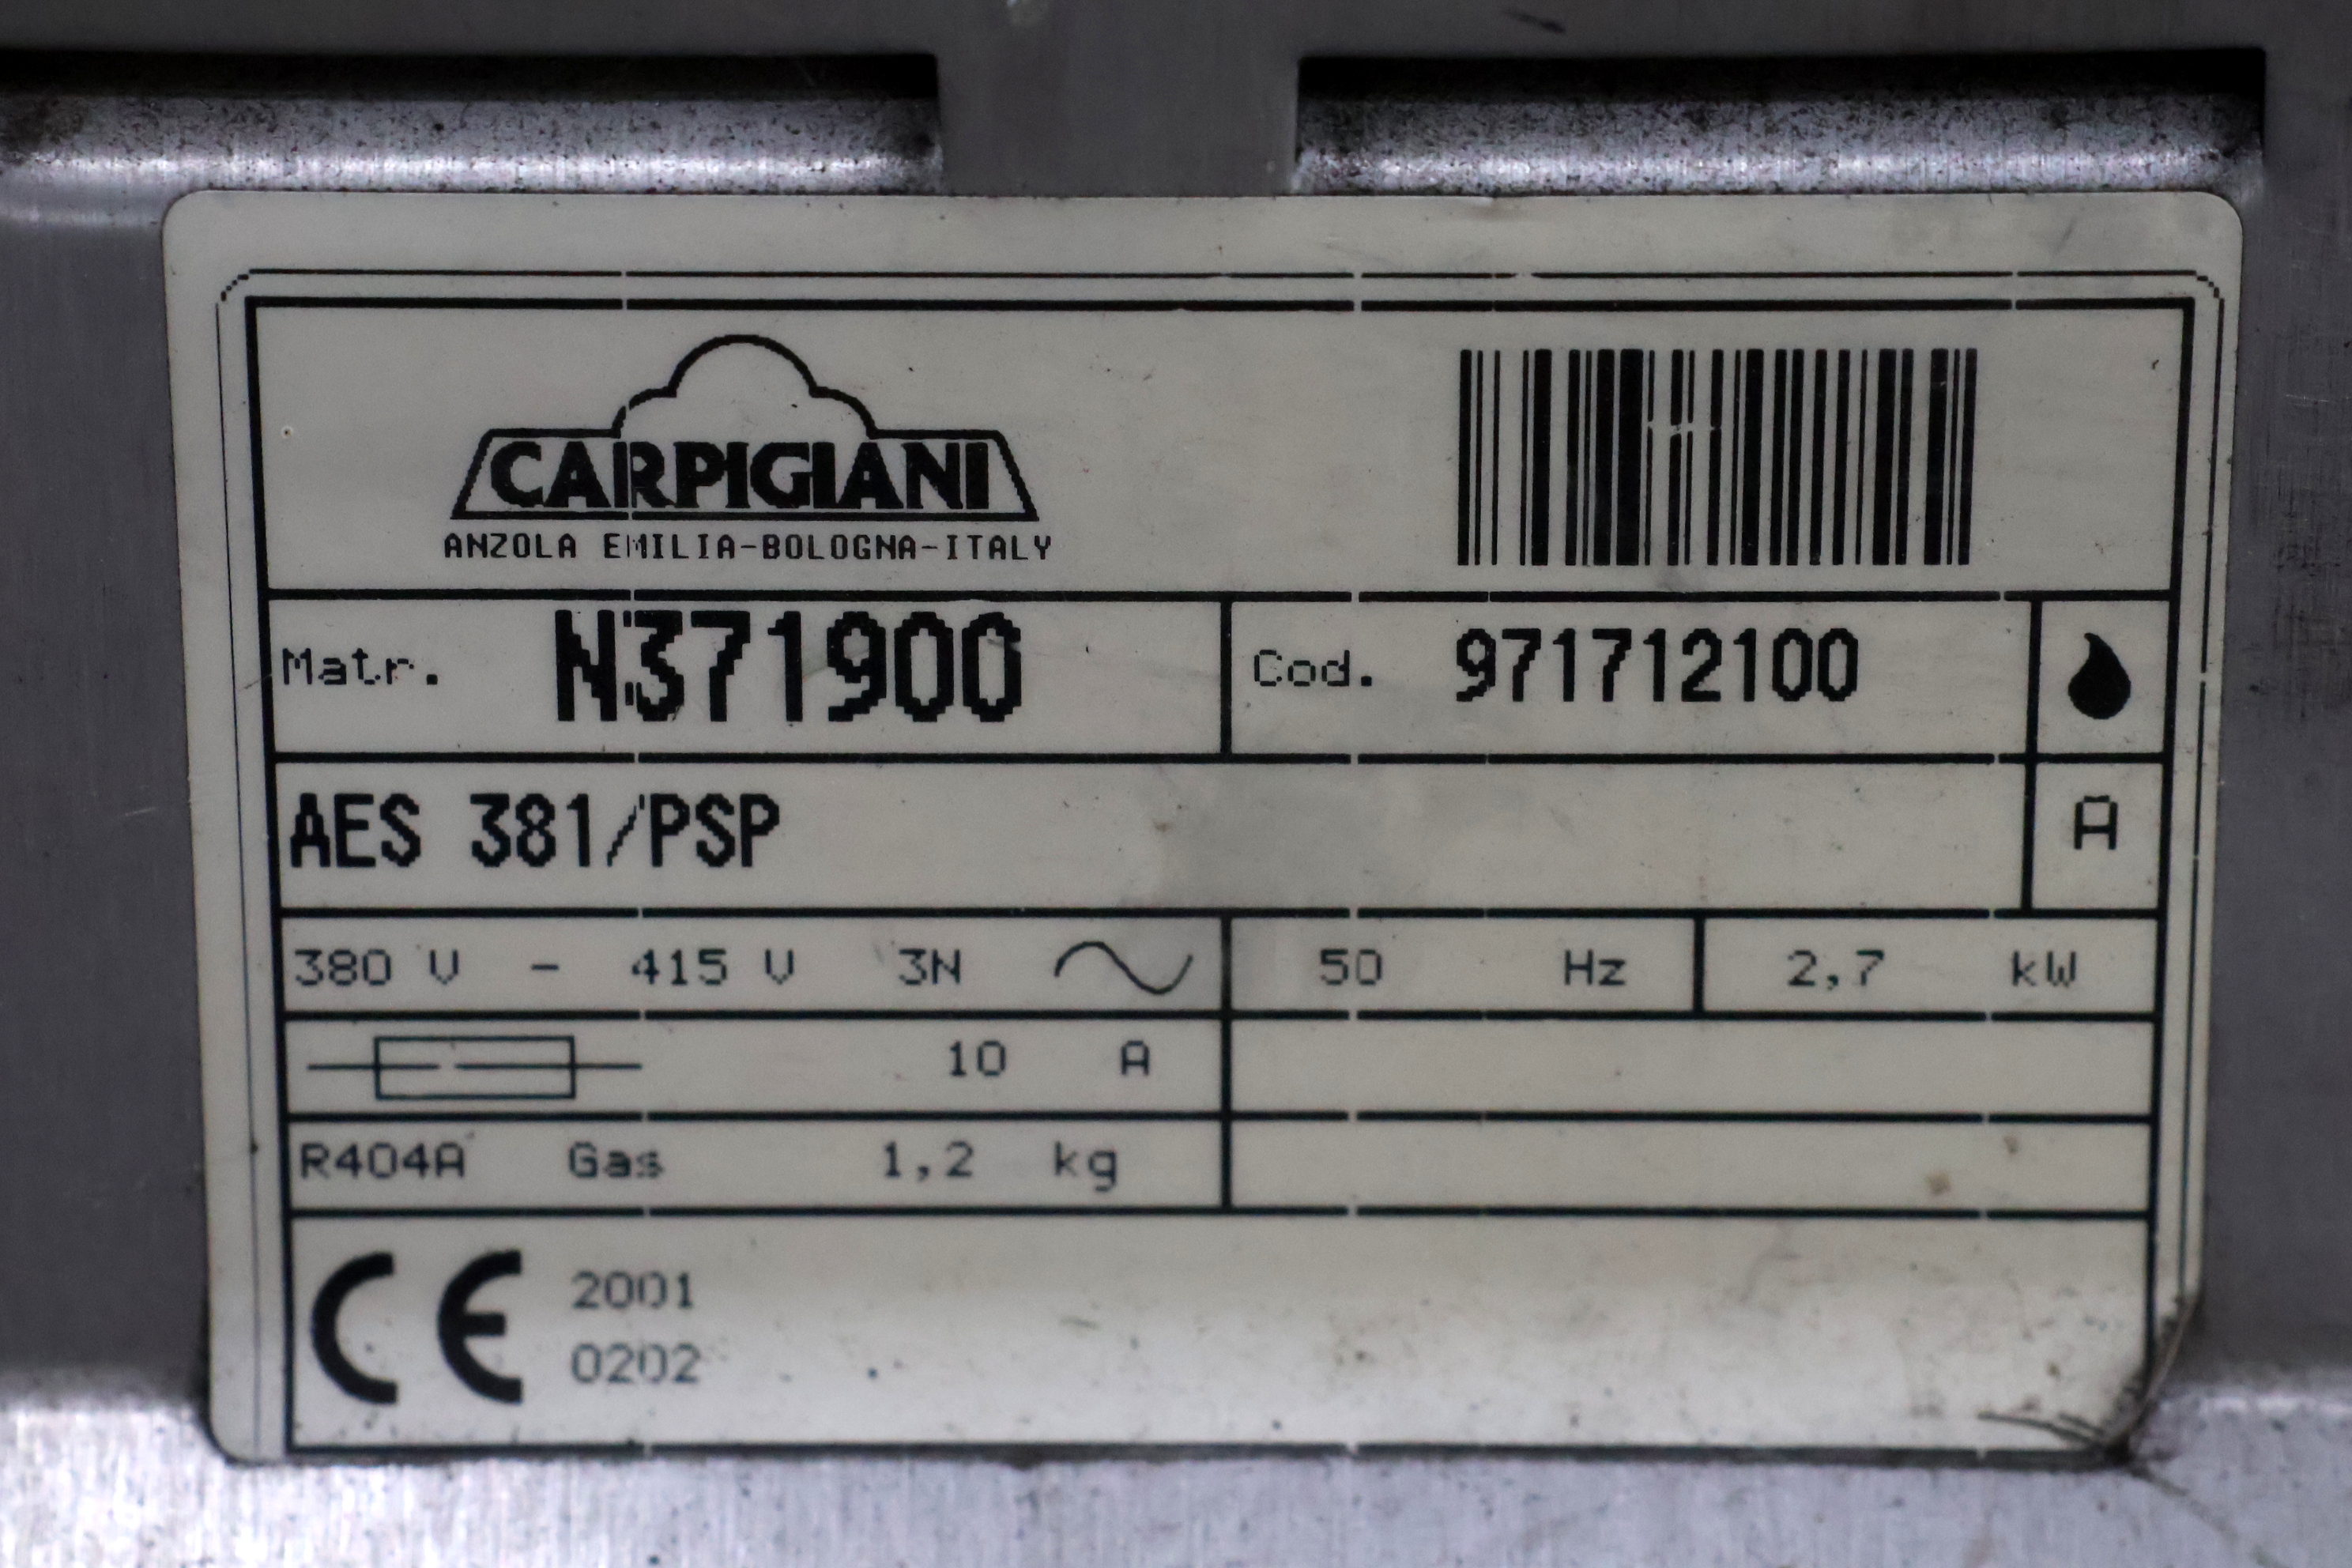 CARPIGIANI
ANZOLA EMILIA-BOLOGNA-ITALY
Matr. N371900 Cod. 971712100
AES 381/PSP A
380 V - 415 V 3N 50 Hz 2,7 kW
10 A
R404A Gas 1,2 kg
CE 2001
0202